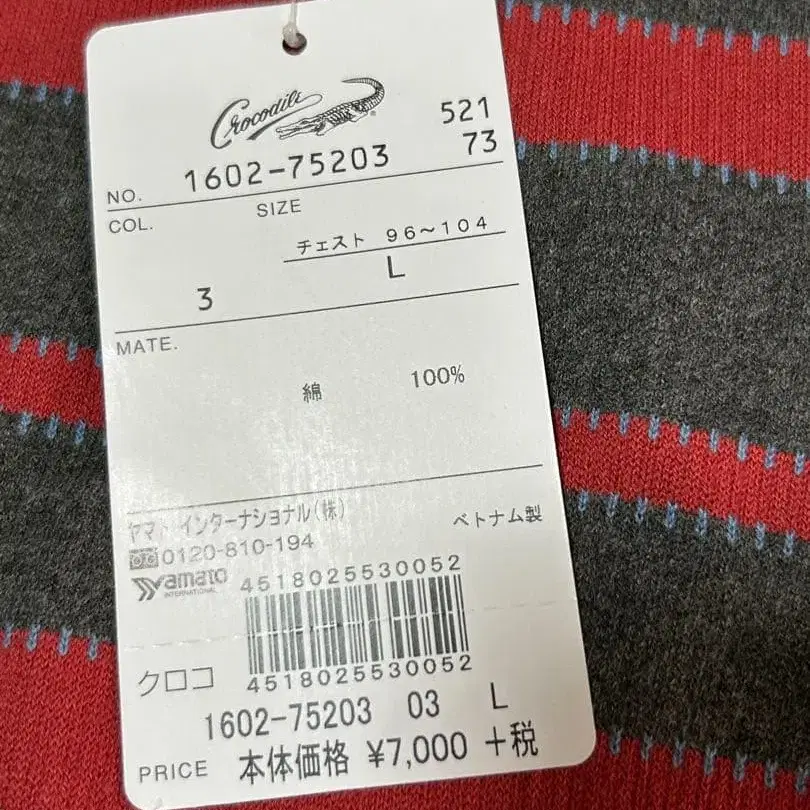 Crocodile
521
NO. 1602-75203 73
COL. SIZE
チェスト 96~104
3 L
MATE.
綿 100%
ヤマト インターナショナル(株)
ベトナム製
0120-810-194
Yamato
INTERNATIONAL
4518025530052
クロコ
4518025530052
1602-75203 03 L
PRICE 本体価格 ¥7,000 +税